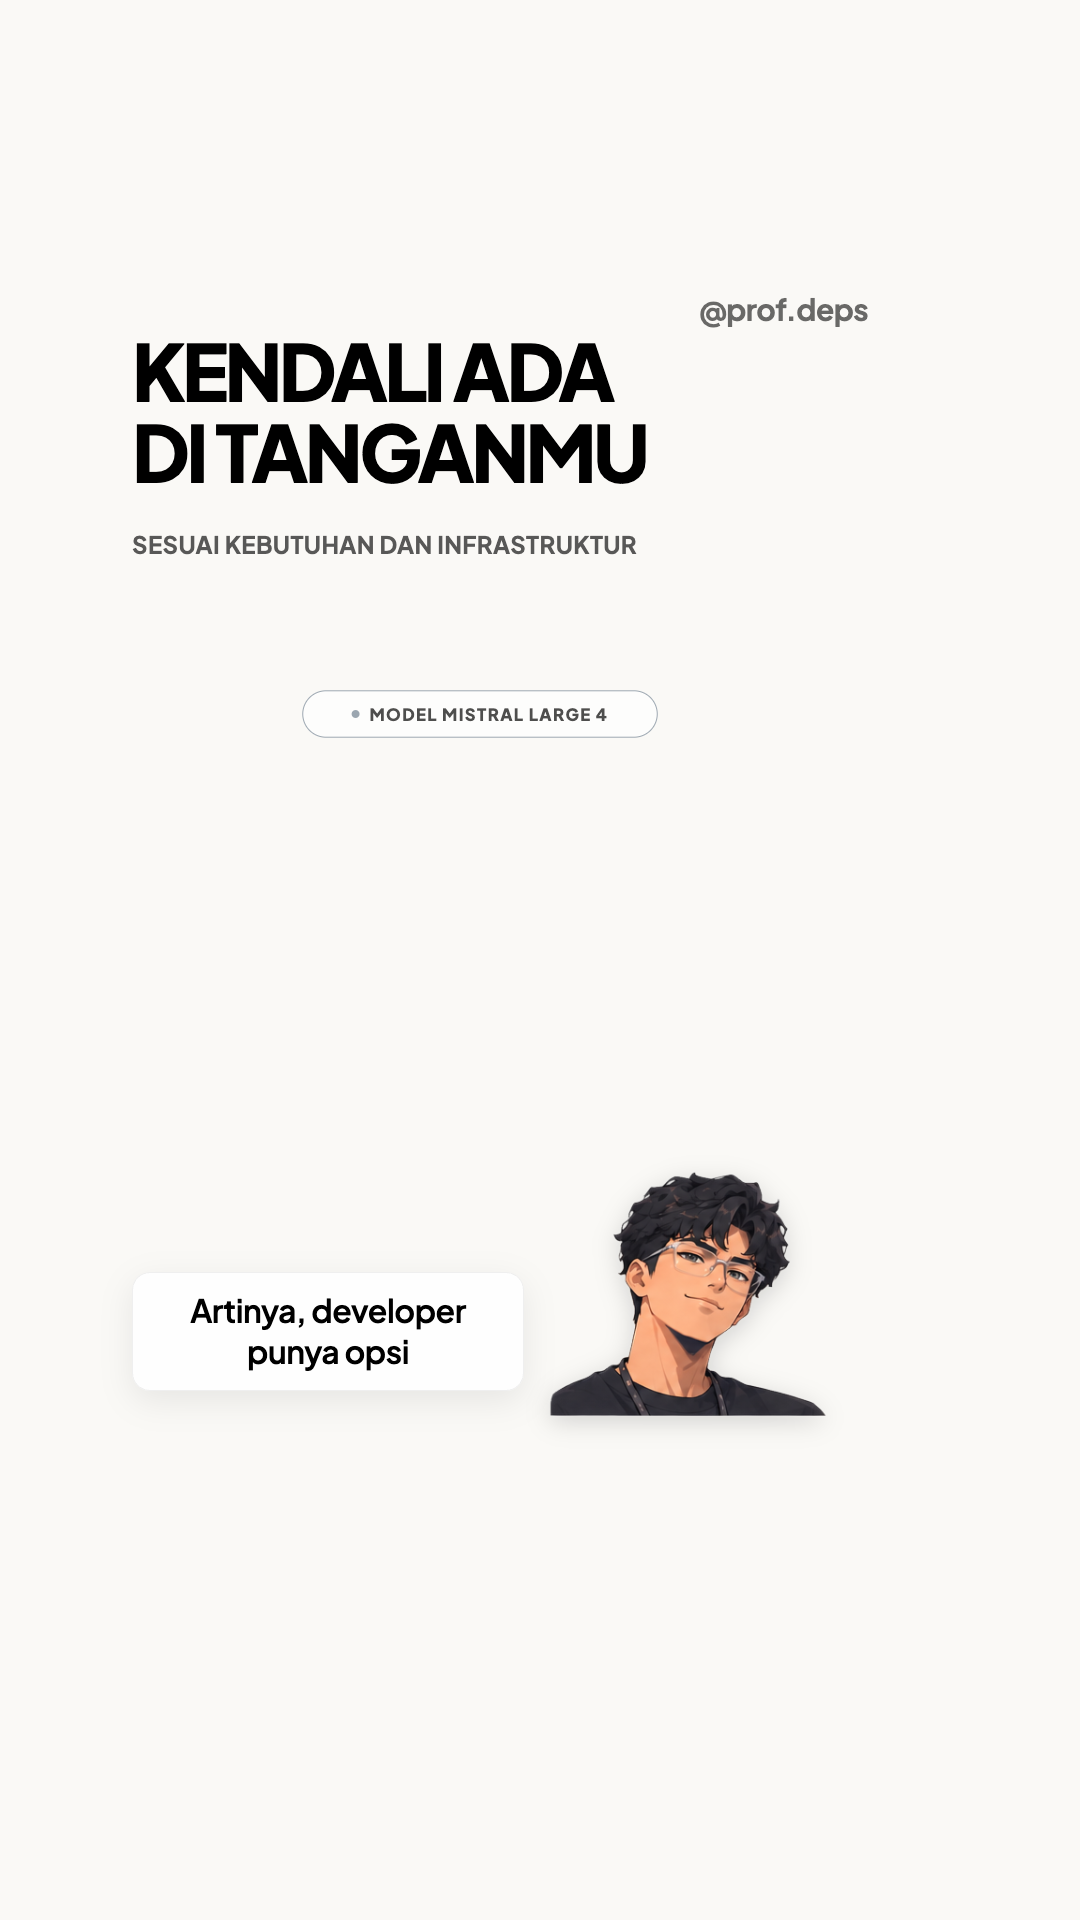 @prof.deps
KENDALI ADA
DI TANGANMU
SESUAI KEBUTUHAN DAN INFRASTRUKTUR
MODEL MISTRAL LARGE 4
Artinya, developer
punya opsi